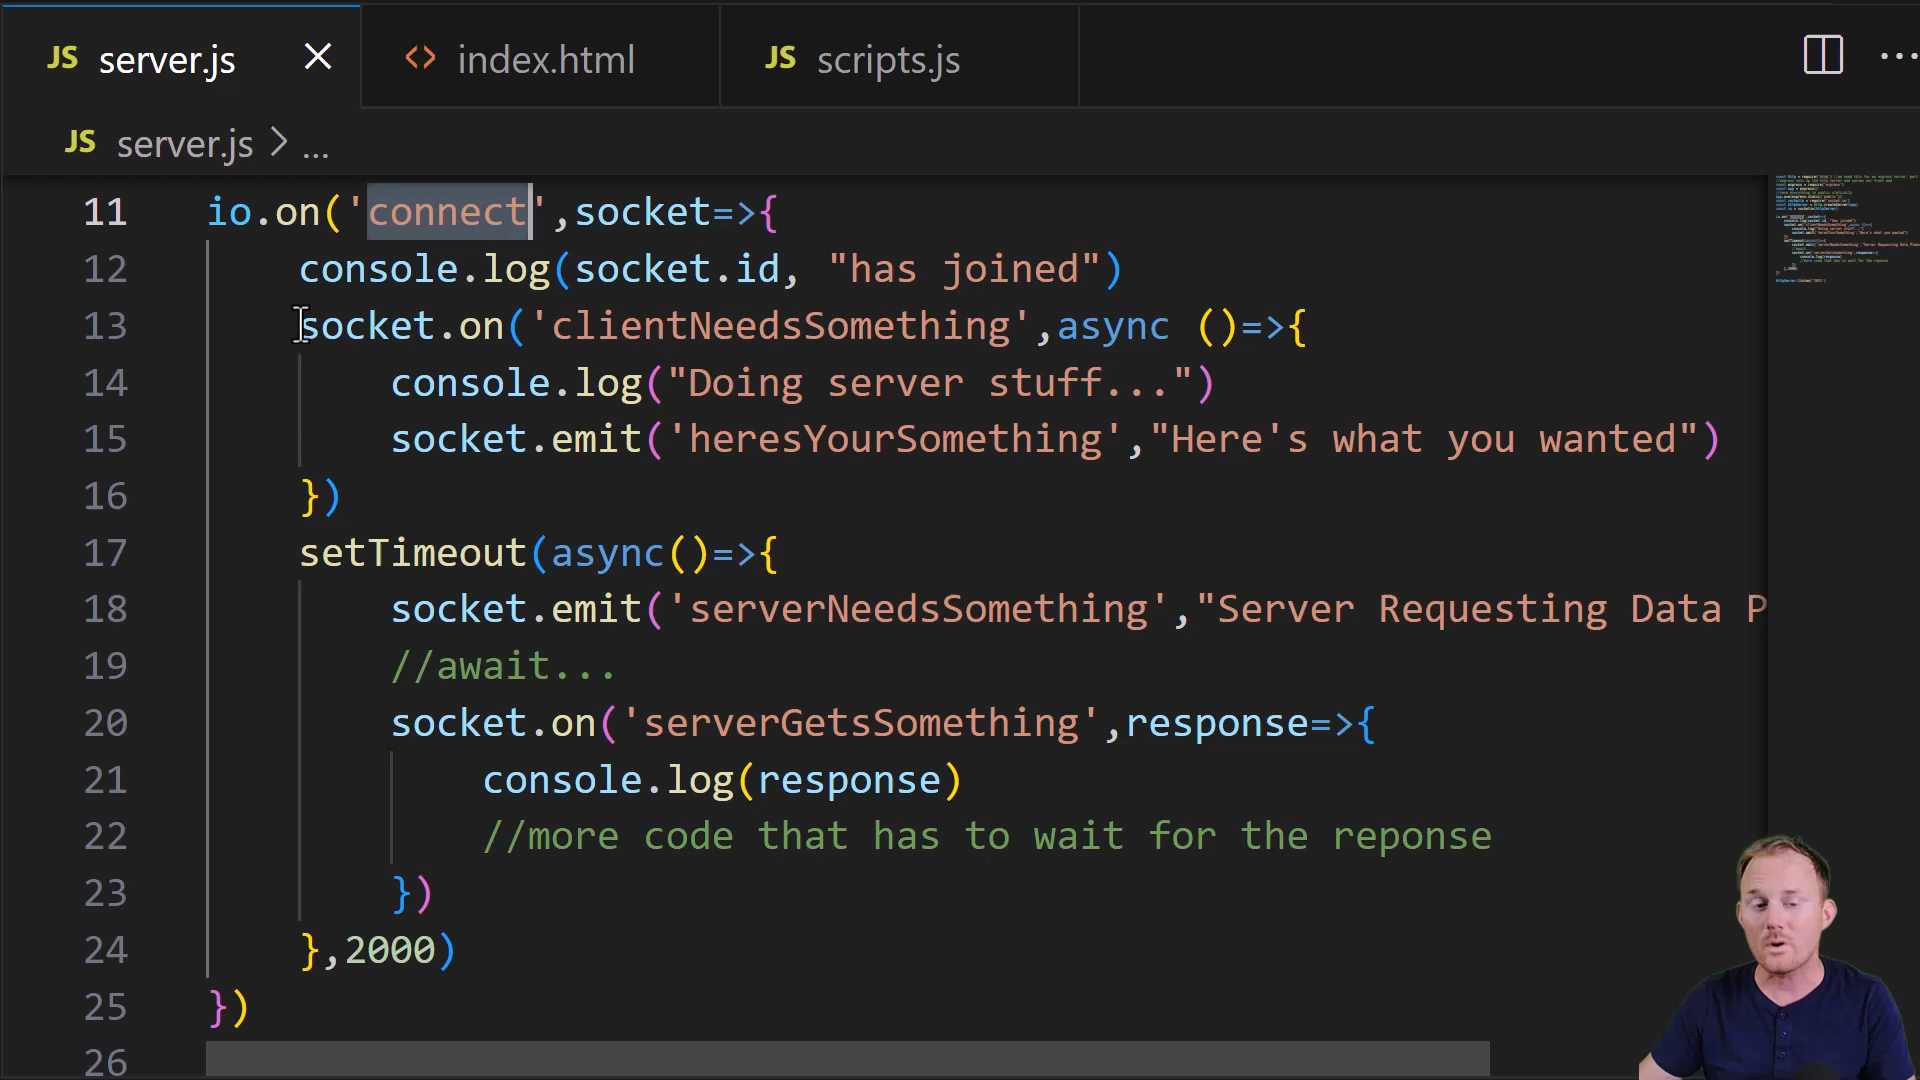 JS server.js
<> index.html
JS scripts.js
JS server.js > ...
11 io.on('connect',socket=>{
12 console.log(socket.id, "has joined")
13 socket.on('clientNeedsSomething',async ()=>{
14 console.log("Doing server stuff...")
15 socket.emit('heresYourSomething',"Here's what you wanted")
16 })
17 setTimeout(async()=>{
18 socket.emit('serverNeedsSomething',"Server Requesting Data P
19 //await...
20 socket.on('serverGetsSomething',response=>{
21 console.log(response)
22 //more code that has to wait for the reponse
23 })
24 },2000)
25 })
26